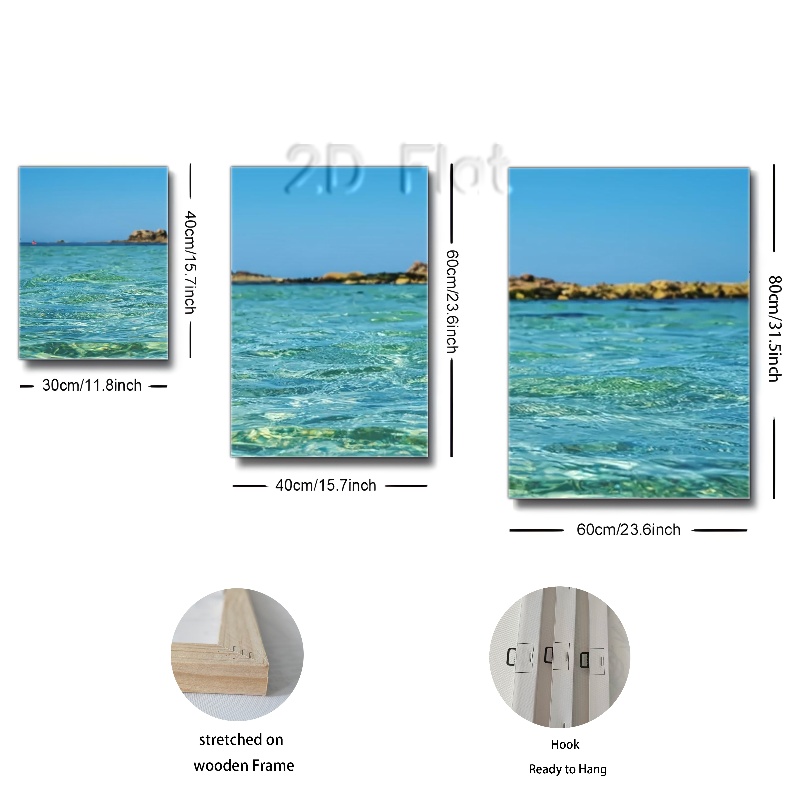 2D Flat
40cm/15.7inch
30cm/11.8inch
60cm/23.6inch
40cm/15.7inch
80cm/31.5inch
60cm/23.6inch
stretched on
wooden Frame
Hook
Ready to Hang